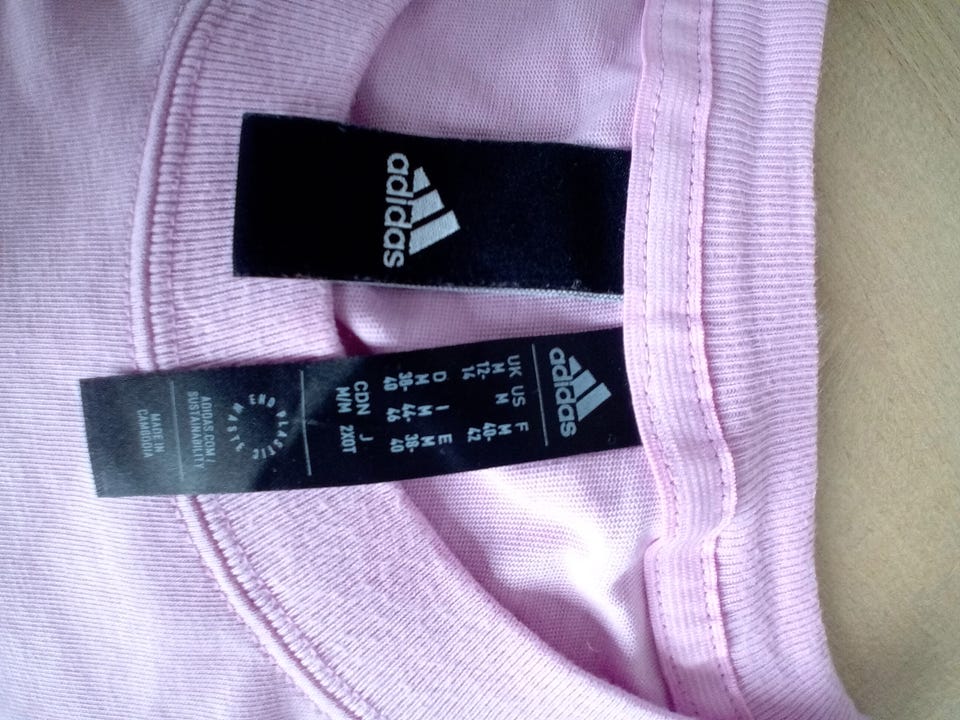 adidas
adidas
UK US F
M M M
12- 40-
14 42
D I E
M M M
38- 44- 38-
40 46 40
CDN J
W/M 2XOT
END PLASTIC WASTE
ADIDAS.COM/
SUSTAINABILITY
MADE IN
CAMBODIA